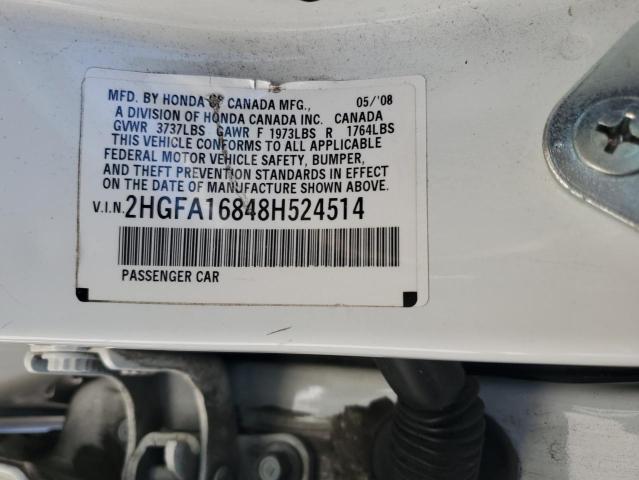 MFD. BY HONDA OF CANADA MFG., 05/'08
A DIVISION OF HONDA CANADA INC. CANADA
GVWR 3737LBS GAWR F 1973LBS R 1764LBS
THIS VEHICLE CONFORMS TO ALL APPLICABLE
FEDERAL MOTOR VEHICLE SAFETY, BUMPER,
AND THEFT PREVENTION STANDARDS IN EFFECT
ON THE DATE OF MANUFACTURE SHOWN ABOVE.
V.I.N. 2HGFA16848H524514
PASSENGER CAR